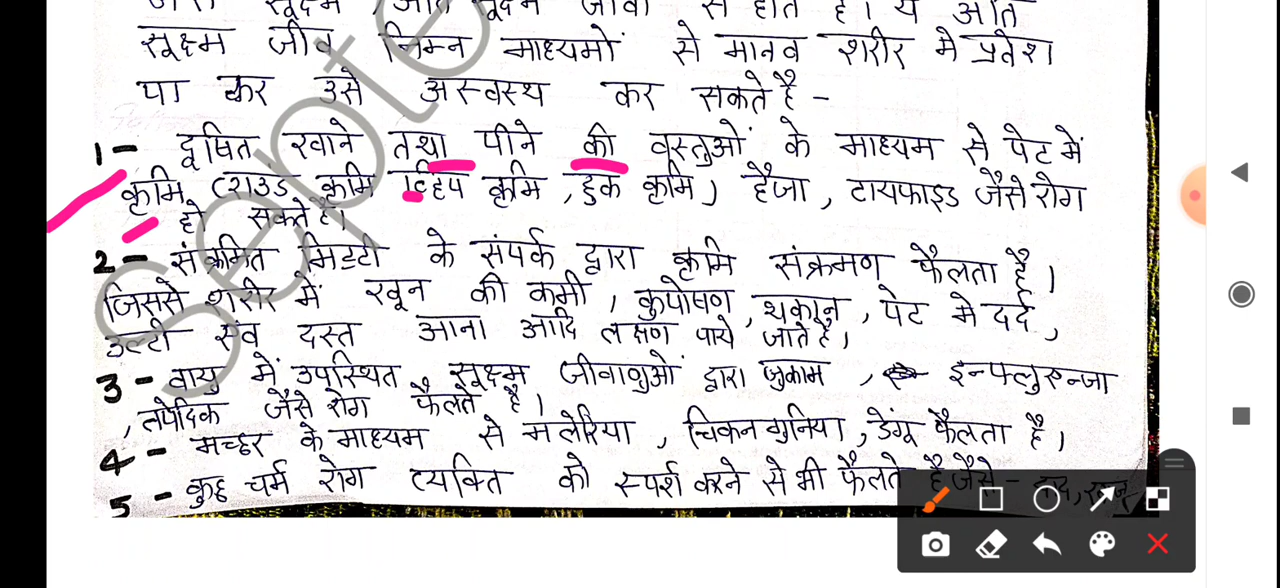 सूक्ष्म जीव निम्न माध्यमों से मानव शरीर मे प्रवेश
पा कर उसे अस्वस्थ कर सकते है -
1- दूषित खाने तथा पीने की वस्तुओं के माध्यम से पेट में
कृमि (राउंड कृमि व्हिप कृमि, हुक कृमि) हैजा, टायफाइड जैसे रोग
हो सकते है।
2- संक्रमित मिट्टी के संपर्क द्वारा कृमि संक्रमण फैलता है।
जिससे शरीर में खून की कमी, कुपोषण, थकान, पेट मे दर्द,
उल्टी एंव दस्त आना आदि लक्षण पाये जाते है,
3- वायु में उपस्थित सूक्ष्म जीवाणुओं द्वारा जुकाम, इन्फ्लुएन्जा
, तपेदिक जैसे रोग फैलते है।
4- मच्छर के माध्यम से मलेरिया, चिकनगुनिया, डेंगू फैलता है।
5- कुछ चर्म रोग व्यक्ति को स्पर्श करने से भी फैलते है जैसे-